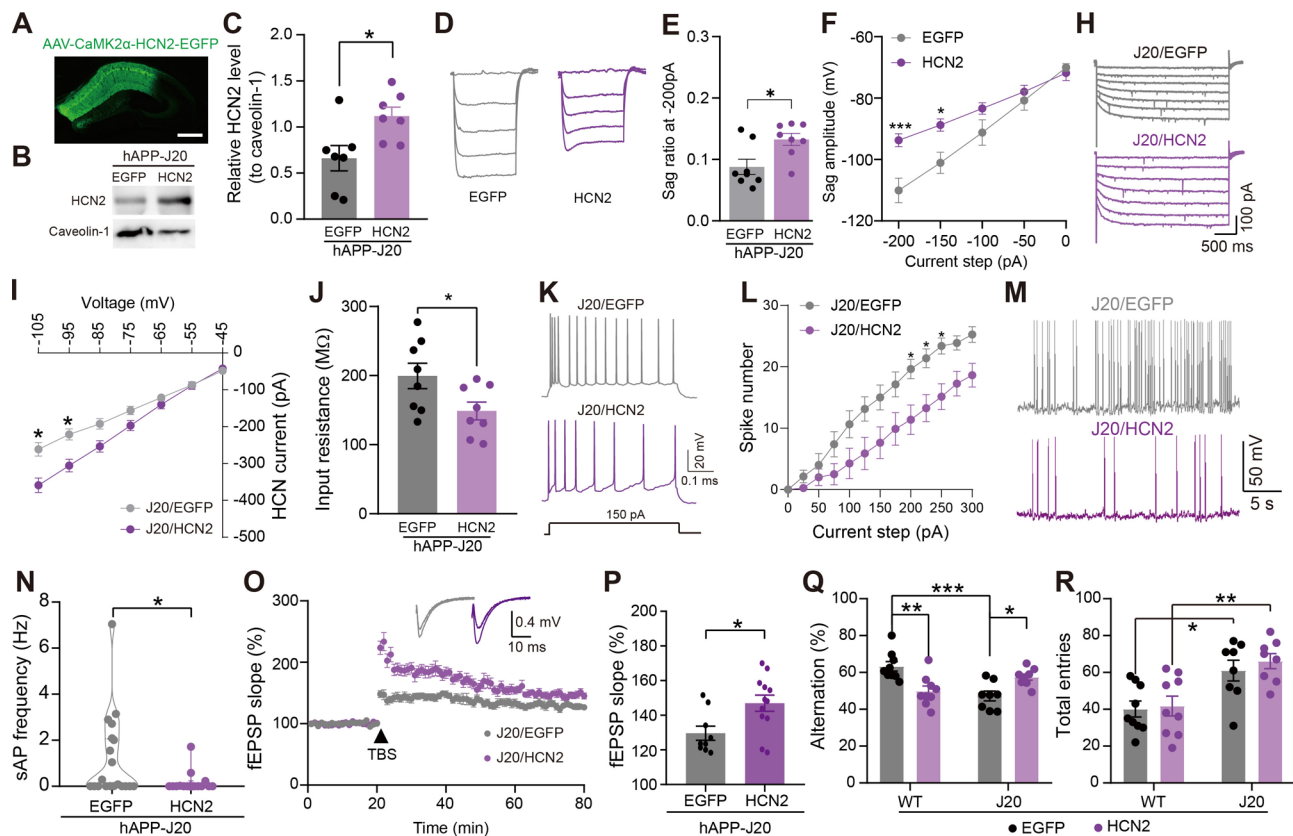 A
AAV-CaMK2α-HCN2-EGFP
B
hAPP-J20
EGFP HCN2
HCN2
Caveolin-1
C
Relative HCN2 level
(to caveolin-1)
2.0
1.5
1.0
0.5
0.0
*
EGFP HCN2
hAPP-J20
D
EGFP
HCN2
E
Sag ratio at -200pA
0.3
0.2
0.1
0.0
*
EGFP HCN2
hAPP-J20
F
EGFP
HCN2
Sag amplitude (mV)
-60
-80
-100
-120
***
*
-200 -150 -100 -50 0
Current step (pA)
H
J20/EGFP
J20/HCN2
100 pA
500 ms
I
Voltage (mV)
-105 -95 -85 -75 -65 -55 -45
0
-100
-200
-300
-400
-500
HCN current (pA)
*
*
J20/EGFP
J20/HCN2
J
Input resistance (MΩ)
300
200
100
0
*
EGFP HCN2
hAPP-J20
K
J20/EGFP
J20/HCN2
20 mV
0.1 ms
150 pA
L
J20/EGFP
J20/HCN2
Spike number
30
20
10
0
* * *
0 50 100 150 200 250 300
Current step (pA)
M
J20/EGFP
J20/HCN2
50 mV
5 s
N
sAP frequency (Hz)
8
6
4
2
0
*
EGFP HCN2
hAPP-J20
O
fEPSP slope (%)
300
250
200
150
100
50
0.4 mV
10 ms
TBS
J20/EGFP
J20/HCN2
0 20 40 60 80
Time (min)
P
fEPSP slope (%)
180
160
140
120
100
*
EGFP HCN2
hAPP-J20
Q
Alternation (%)
100
80
60
40
20
0
***
**
*
WT J20
R
Total entries
100
80
60
40
20
0
**
*
WT J20
EGFP HCN2